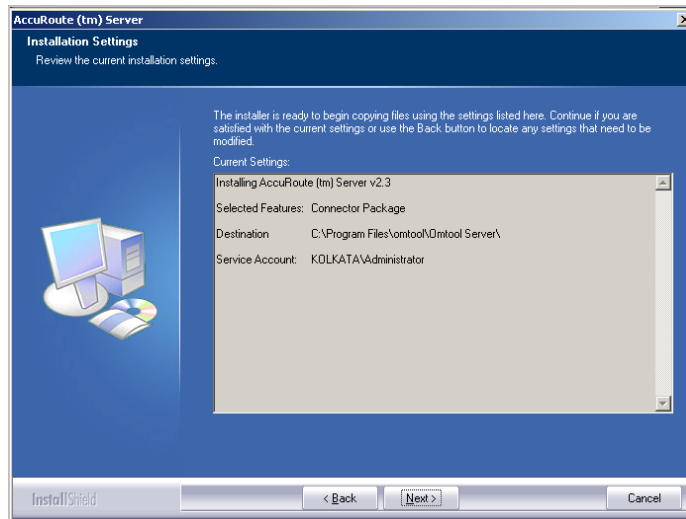 AccuRoute (tm) Server
Installation Settings
Review the current installation settings.
The installer is ready to begin copying files using the settings listed here. Continue if you are
satisfied with the current settings or use the Back button to locate any settings that need to be
modified.
Current Settings:
Installing AccuRoute (tm) Server v2.3
Selected Features: Connector Package
Destination C:\Program Files\omtool\Omtool Server\
Service Account: KOLKATA\Administrator
InstallShield
< Back
Next >
Cancel